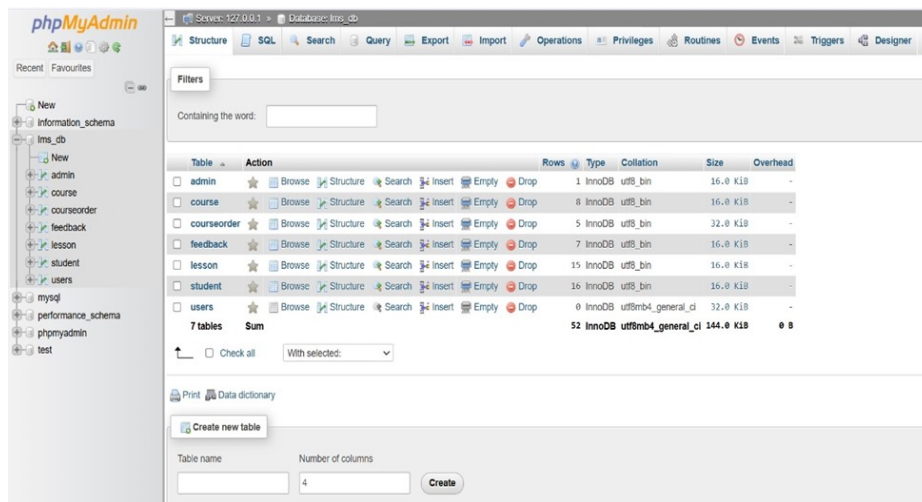 phpMyAdmin
Recent Favourites
New
information_schema
lms_db
New
admin
course
courseorder
feedback
lesson
student
users
mysql
performance_schema
phpmyadmin
test
Server: 127.0.0.1 » Database: lms_db
Structure SQL Search Query Export Import Operations Privileges Routines Events Triggers Designer
Filters
Containing the word:
Table Action Rows Type Collation Size Overhead
admin Browse Structure Search Insert Empty Drop 1 InnoDB utf8_bin 16.0 KiB -
course Browse Structure Search Insert Empty Drop 8 InnoDB utf8_bin 16.0 KiB -
courseorder Browse Structure Search Insert Empty Drop 5 InnoDB utf8_bin 32.0 KiB -
feedback Browse Structure Search Insert Empty Drop 7 InnoDB utf8_bin 16.0 KiB -
lesson Browse Structure Search Insert Empty Drop 15 InnoDB utf8_bin 16.0 KiB -
student Browse Structure Search Insert Empty Drop 16 InnoDB utf8_bin 16.0 KiB -
users Browse Structure Search Insert Empty Drop 0 InnoDB utf8mb4_general_ci 32.0 KiB -
7 tables Sum 52 InnoDB utf8mb4_general_ci 144.0 KiB 0 B
Check all With selected:
Print Data dictionary
Create new table
Table name Number of columns
4 Create